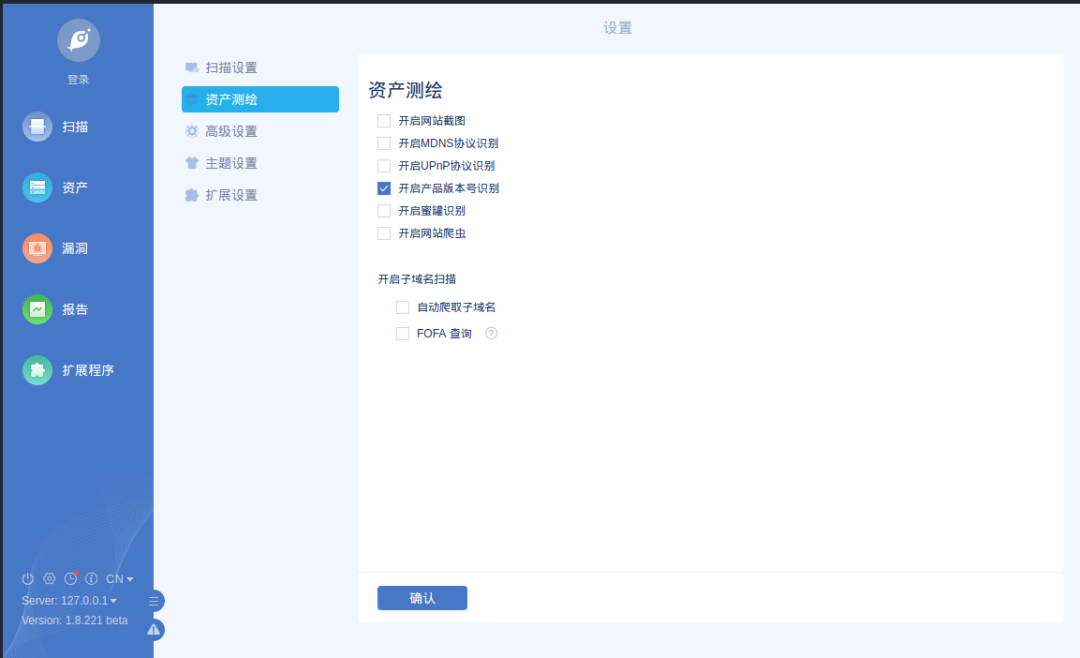 设置
登录
扫描
资产
漏洞
报告
扩展程序
CN
Server: 127.0.0.1
Version: 1.8.221 beta
扫描设置
资产测绘
高级设置
主题设置
扩展设置
资产测绘
开启网站截图
开启MDNS协议识别
开启UPnP协议识别
开启产品版本号识别
开启蜜罐识别
开启网站爬虫
开启子域名扫描
自动爬取子域名
FOFA 查询 ?
确认